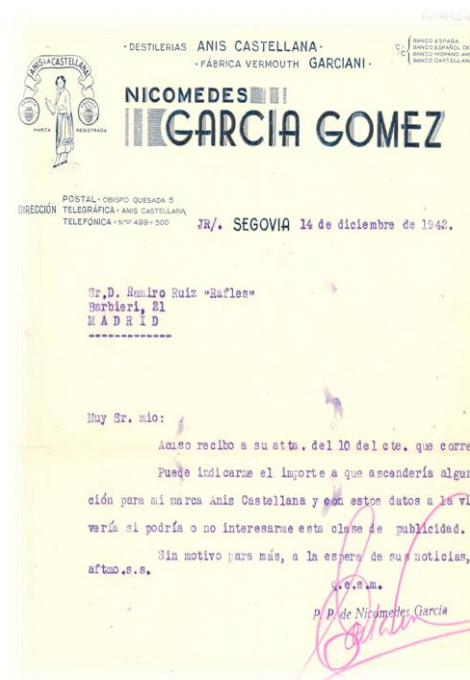 · DESTILERIAS ANIS CASTELLANA ·
· FÁBRICA VERMOUTH GARCIANI ·
C/C
BANCO ESPAÑA
BANCO ESPAÑOL DE
BANCO HISPANO AM
BANCO CASTELLAN
ANIS LA CASTELLANA
MARCA REGISTRADA
NICOMEDES
GARCIA GOMEZ
DIRECCIÓN
POSTAL · OBISPO QUESADA 5
TELEGRÁFICA · ANIS CASTELLANA
TELEFÓNICA · Nos 499 Y 500
JR/. SEGOVIA 14 de diciembre de 1942.
Sr.D. Ramiro Ruiz "Rafles"
Barbieri, 21
MADRID
Muy Sr. mio:
Acuso recibo a su atta. del 10 del cte. que corre
Puede indicarme el importe a que ascendería algun
ción para mi marca Anis Castellana y con estos datos a la vi
vería si podría o no interesarme esta clase de publicidad.
Sin motivo para más, a la espera de sus noticias,
aftmo.s.s.
q.e.s.m.
P. P. de Nicomedes García